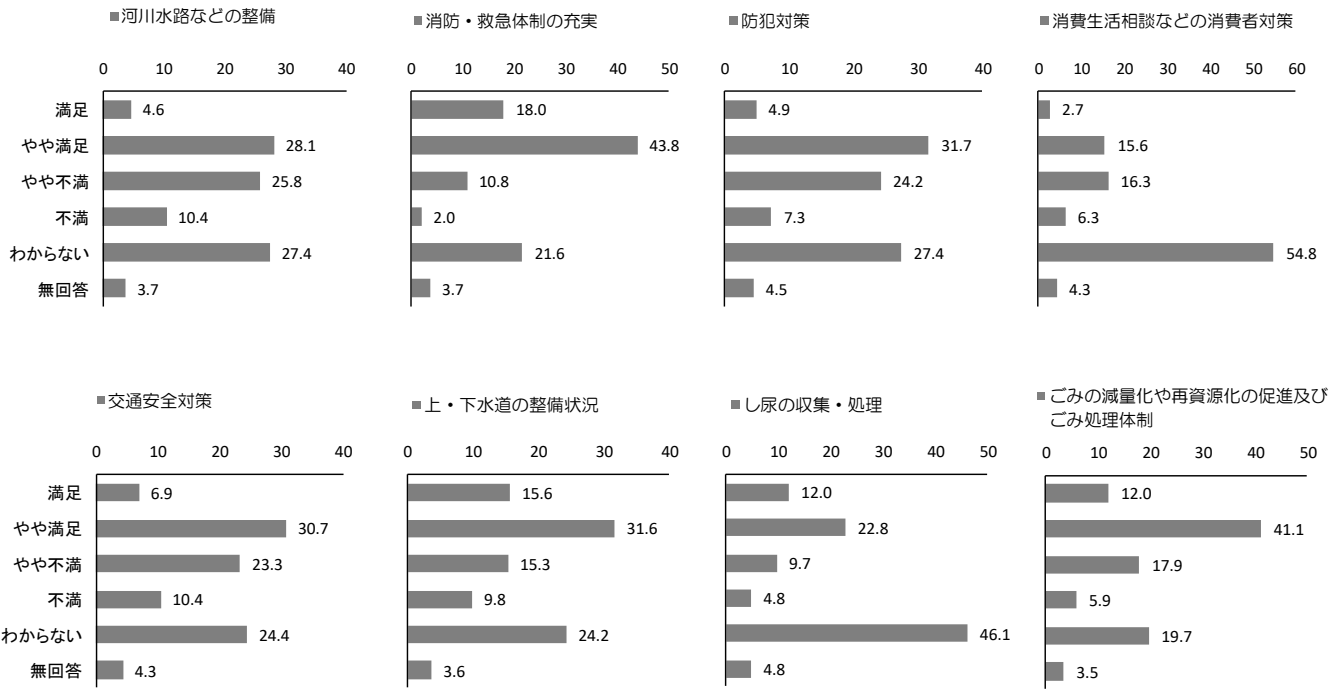 ■河川水路などの整備
0 10 20 30 40
満足 4.6
やや満足 28.1
やや不満 25.8
不満 10.4
わからない 27.4
無回答 3.7
■消防・救急体制の充実
0 10 20 30 40 50
18.0
43.8
10.8
2.0
21.6
3.7
■防犯対策
0 10 20 30 40
4.9
31.7
24.2
7.3
27.4
4.5
■消費生活相談などの消費者対策
0 10 20 30 40 50 60
2.7
15.6
16.3
6.3
54.8
4.3
■交通安全対策
0 10 20 30 40
満足 6.9
やや満足 30.7
やや不満 23.3
不満 10.4
わからない 24.4
無回答 4.3
■上・下水道の整備状況
0 10 20 30 40
15.6
31.6
15.3
9.8
24.2
3.6
■し尿の収集・処理
0 10 20 30 40 50
12.0
22.8
9.7
4.8
46.1
4.8
■ごみの減量化や再資源化の促進及び
ごみ処理体制
0 10 20 30 40 50
12.0
41.1
17.9
5.9
19.7
3.5